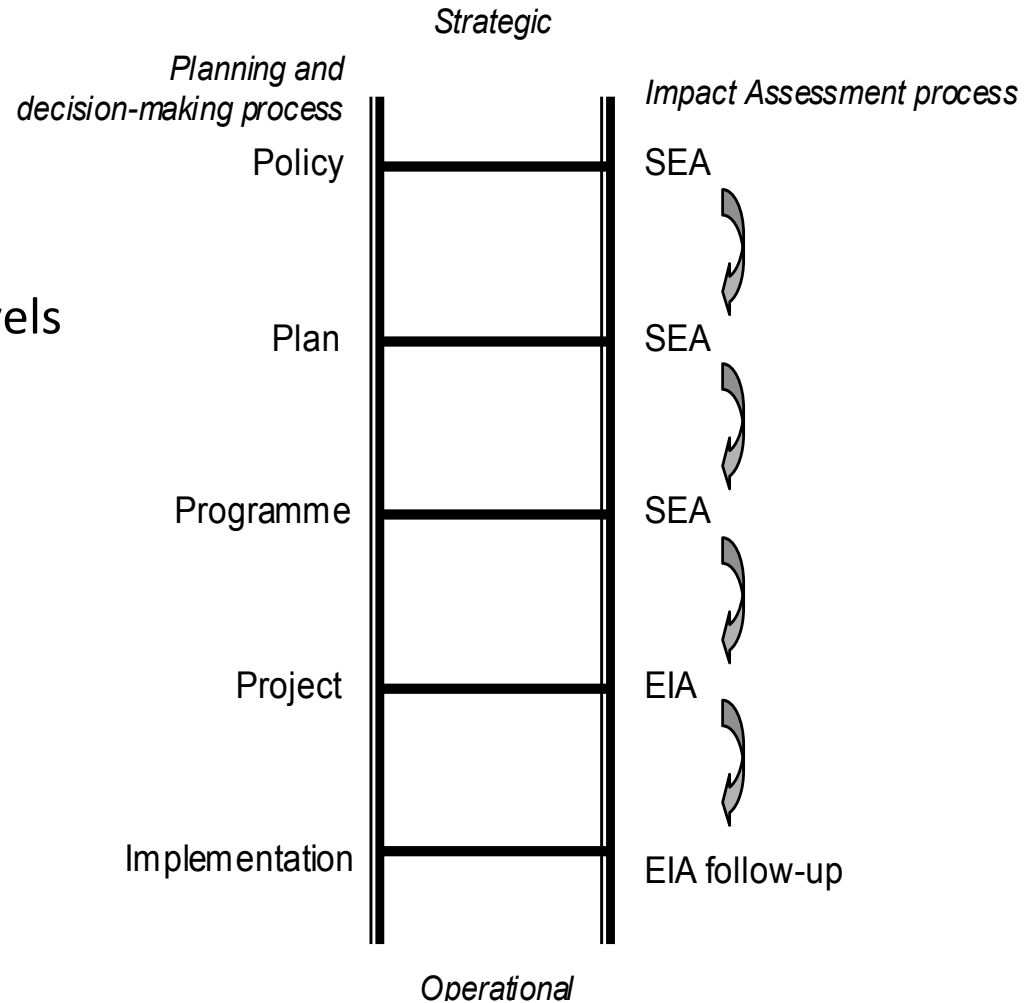 Strategic
Planning and
decision-making process
Impact Assessment process
Policy
SEA
Plan
SEA
Programme
SEA
Project
EIA
Implementation
EIA follow-up
Operational